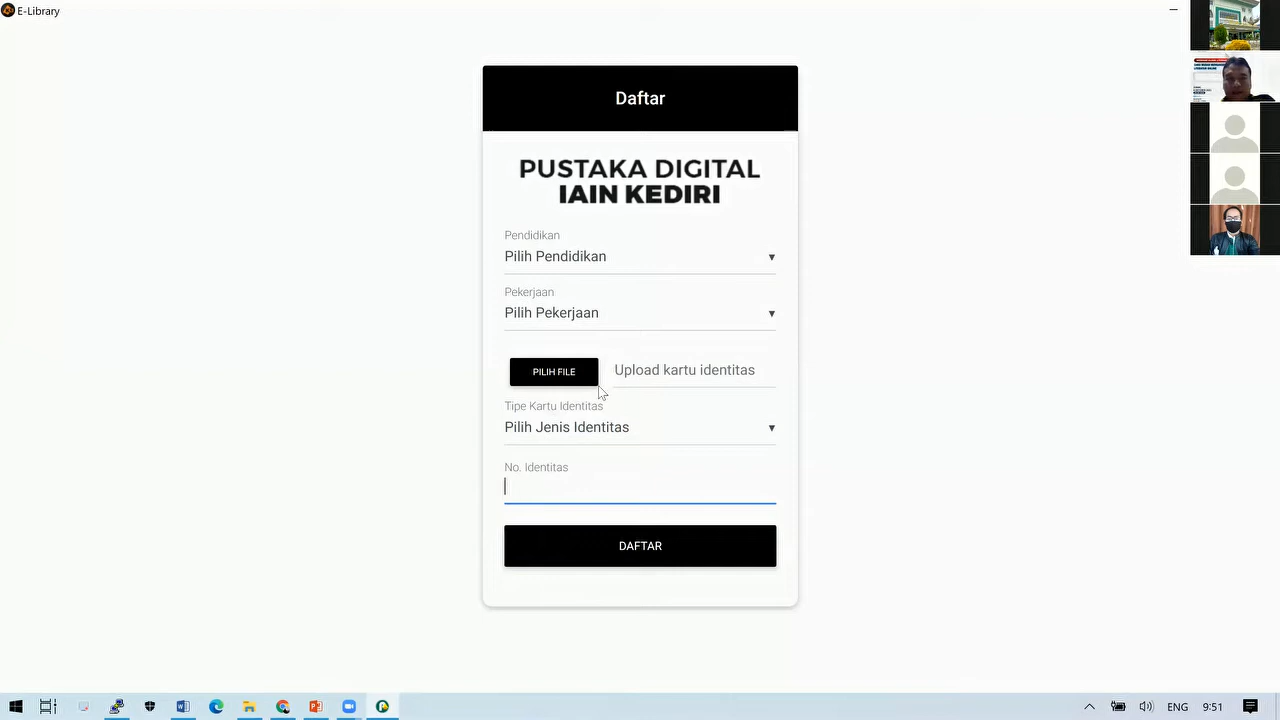 E-Library
Daftar
PUSTAKA DIGITAL
IAIN KEDIRI
Pendidikan
Pilih Pendidikan
Pekerjaan
Pilih Pekerjaan
PILIH FILE
Upload kartu identitas
Tipe Kartu Identitas
Pilih Jenis Identitas
No. Identitas
DAFTAR
ENG
9:51